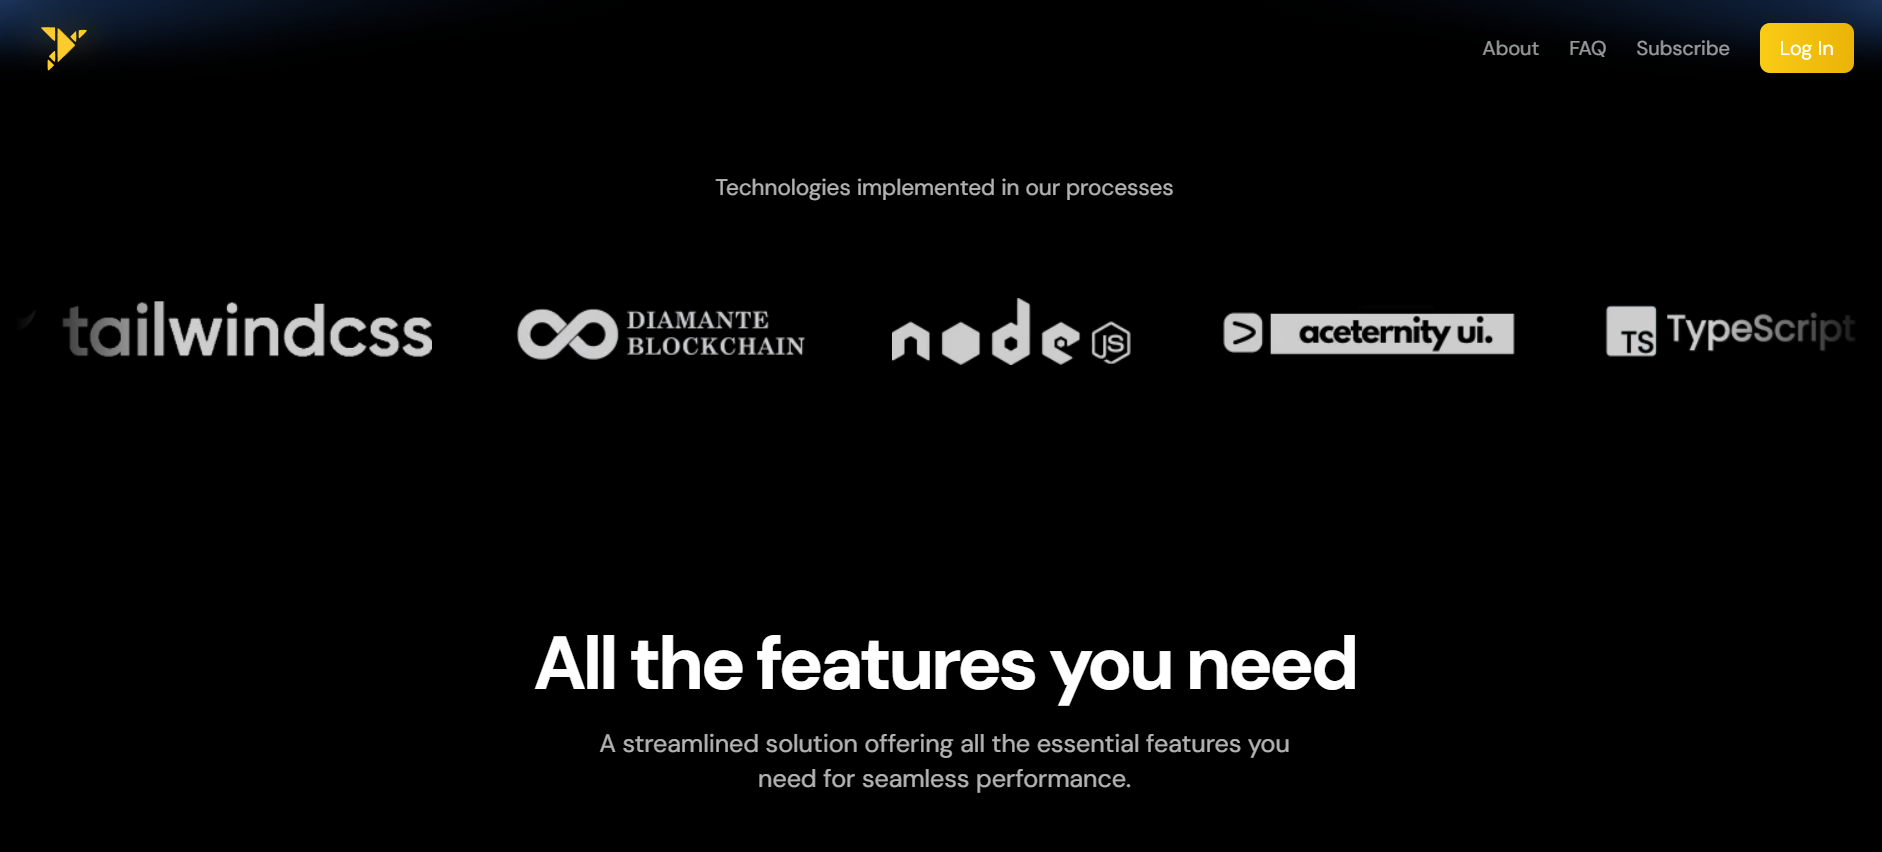 About FAQ Subscribe Log In
Technologies implemented in our processes
tailwindcss
DIAMANTE
BLOCKCHAIN
node JS
aceternity ui.
TS TypeScript
All the features you need
A streamlined solution offering all the essential features you
need for seamless performance.